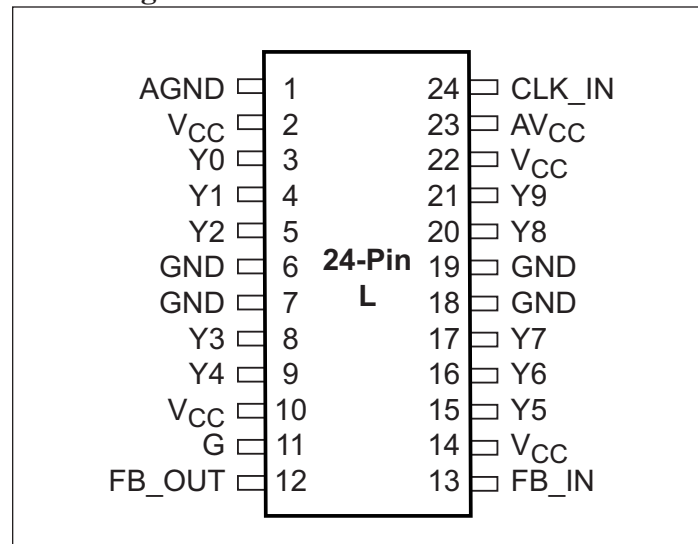 AGND 1 24 CLK_IN
VCC 2 23 AVCC
Y0 3 22 VCC
Y1 4 21 Y9
Y2 5 20 Y8
GND 6 24-Pin 19 GND
GND 7 L 18 GND
Y3 8 17 Y7
Y4 9 16 Y6
VCC 10 15 Y5
G 11 14 VCC
FB_OUT 12 13 FB_IN